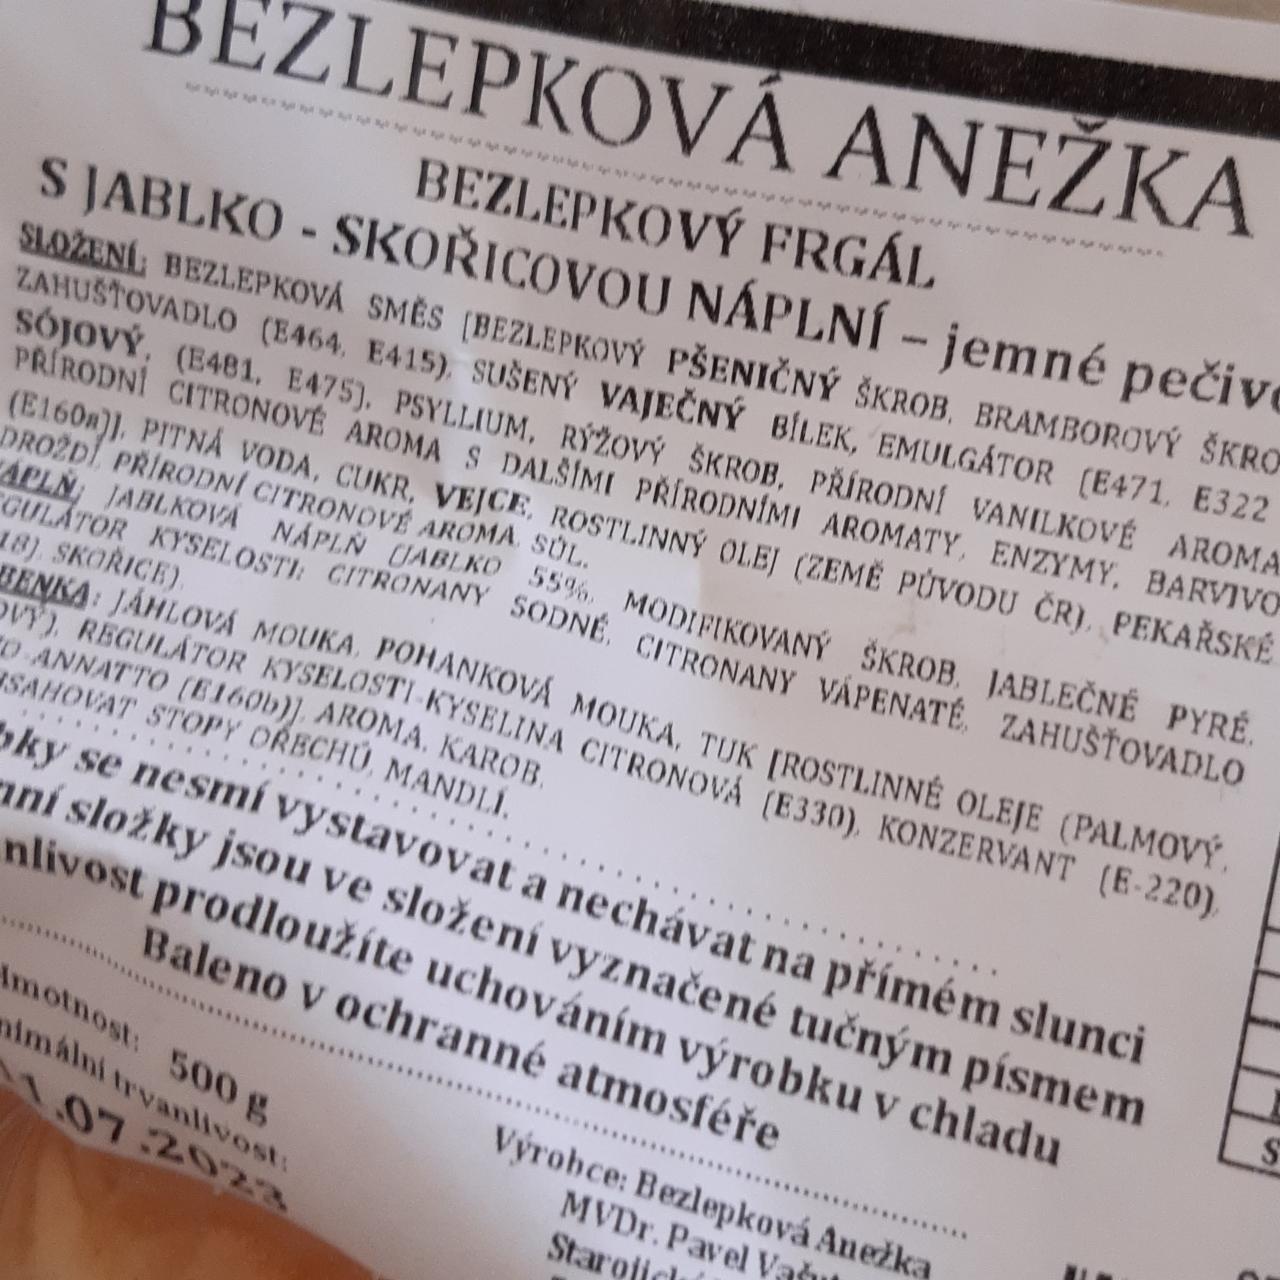 BEZLEPKOVÁ ANEŽKA
BEZLEPKOVÝ FRGÁL
S JABLKO - SKOŘICOVOU NÁPLNÍ – jemné pečivo
SLOŽENÍ: BEZLEPKOVÁ SMĚS [BEZLEPKOVÝ PŠENIČNÝ ŠKROB, BRAMBOROVÝ ŠKRO
ZAHUŠŤOVADLO (E464, E415), SUŠENÝ VAJEČNÝ BÍLEK, EMULGÁTOR [E471, E322
SÓJOVÝ, (E481, E475], PSYLLIUM, RÝŽOVÝ ŠKROB, PŘÍRODNÍ VANILKOVÉ AROMA
PŘÍRODNÍ CITRONOVÉ AROMA S DALŠÍMI PŘÍRODNÍMI AROMATY, ENZYMY, BARVIVO
(E160a)], PITNÁ VODA, CUKR, VEJCE, ROSTLINNÝ OLEJ (ZEMĚ PŮVODU ČR), PEKAŘSKÉ
DROŽDÍ, PŘÍRODNÍ CITRONOVÉ AROMA, SŮL.
ÁPLŇ: JABLKOVÁ NÁPLŇ [JABLKO 55%, MODIFIKOVANÝ ŠKROB, JABLEČNÉ PYRÉ,
GULÁTOR KYSELOSTI: CITRONANY SODNÉ, CITRONANY VÁPENATÉ, ZAHUŠŤOVADLO
18), SKOŘICE).
BENKA: JÁHLOVÁ MOUKA, POHANKOVÁ MOUKA, TUK [ROSTLINNÉ OLEJE (PALMOVÝ,
OVÝ), REGULÁTOR KYSELOSTI-KYSELINA CITRONOVÁ (E330), KONZERVANT (E-220),
O-ANNATTO [E160b)], AROMA, KAROB.
BSAHOVAT STOPY OŘECHŮ, MANDLÍ.
bky se nesmí vystavovat a nechávat na přímém slunci
nní složky jsou ve složení vyznačené tučným písmem
nlivost prodloužíte uchováním výrobku v chladu
Baleno v ochranné atmosféře
Hmotnost: 500 g
nimální trvanlivost:
1.07.2023
Výrobce: Bezlepková Anežka
MVDr. Pavel
Starojick